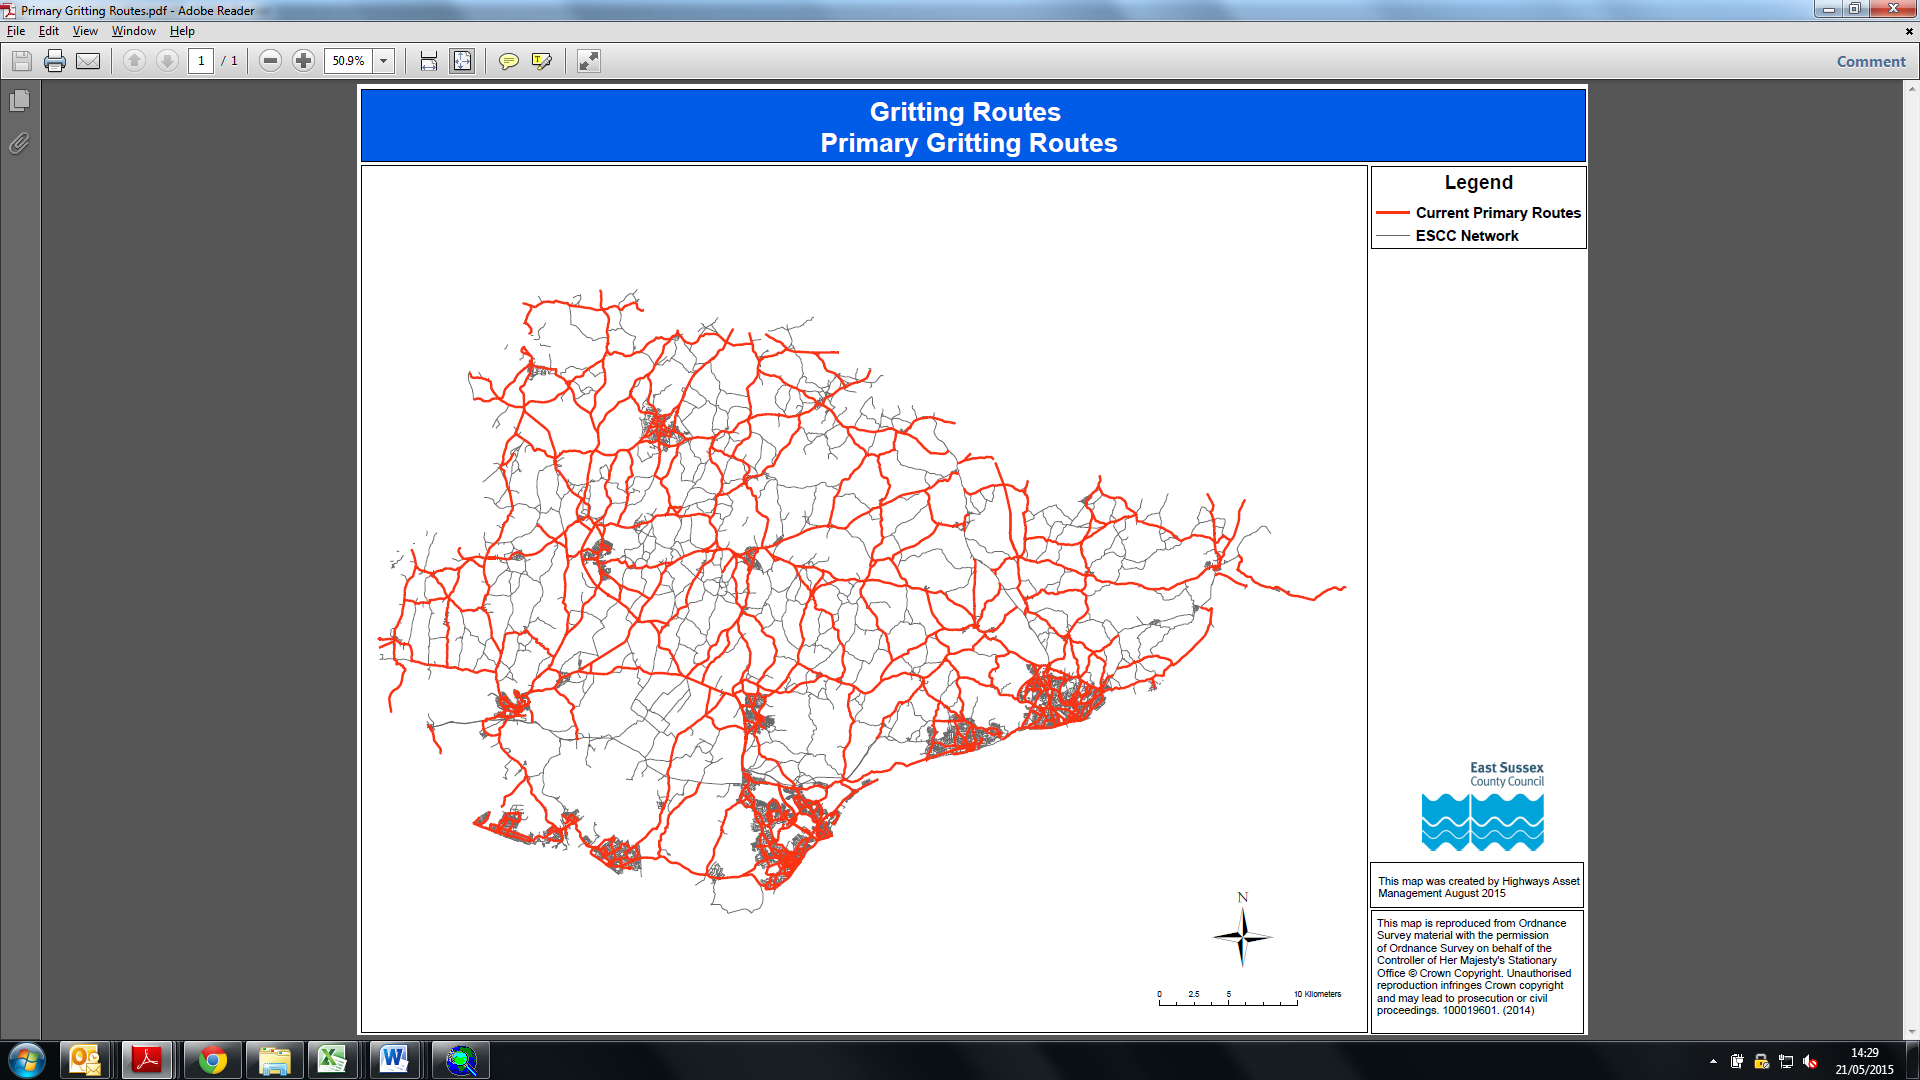 Primary Gritting Routes.pdf - Adobe Reader
File Edit View Window Help
1 / 1
50.9%
Comment
Gritting Routes
Primary Gritting Routes
Legend
Current Primary Routes
ESCC Network
East Sussex
County Council
This map was created by Highways Asset
Management August 2015
N
0 2.5 5 10 Kilometers
This map is reproduced from Ordnance
Survey material with the permission
of Ordnance Survey on behalf of the
Controller of Her Majesty's Stationary
Office © Crown Copyright. Unauthorised
reproduction infringes Crown copyright
and may lead to prosecution or civil
proceedings. 100019601. (2014)
14:29
21/05/2015